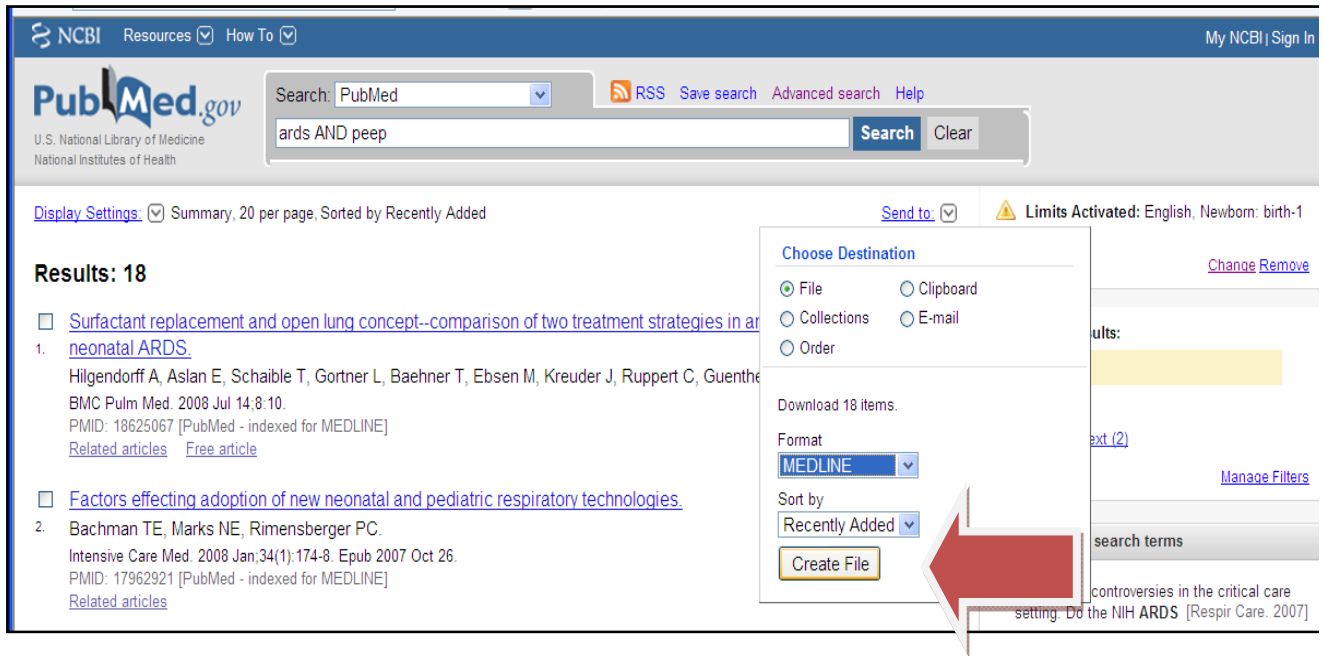 NCBI Resources How To My NCBI | Sign In
PubMed.gov
U.S. National Library of Medicine
National Institutes of Health
Search: PubMed
RSS Save search Advanced search Help
ards AND peep
Search Clear
Display Settings: Summary, 20 per page, Sorted by Recently Added
Send to:
Limits Activated: English, Newborn: birth-1
Change Remove
Results: 18
1. Surfactant replacement and open lung concept--comparison of two treatment strategies in an
neonatal ARDS.
Hilgendorff A, Aslan E, Schaible T, Gortner L, Baehner T, Ebsen M, Kreuder J, Ruppert C, Guenthe
BMC Pulm Med. 2008 Jul 14;8:10.
PMID: 18625067 [PubMed - indexed for MEDLINE]
Related articles Free article
2. Factors effecting adoption of new neonatal and pediatric respiratory technologies.
Bachman TE, Marks NE, Rimensberger PC.
Intensive Care Med. 2008 Jan;34(1):174-8. Epub 2007 Oct 26.
PMID: 17962921 [PubMed - indexed for MEDLINE]
Related articles
Choose Destination
File Clipboard
Collections E-mail
Order
Download 18 items.
Format
MEDLINE
Sort by
Recently Added
Create File
ults:
ext (2)
Manage Filters
search terms
controversies in the critical care
setting. Do the NIH ARDS [Respir Care. 2007]